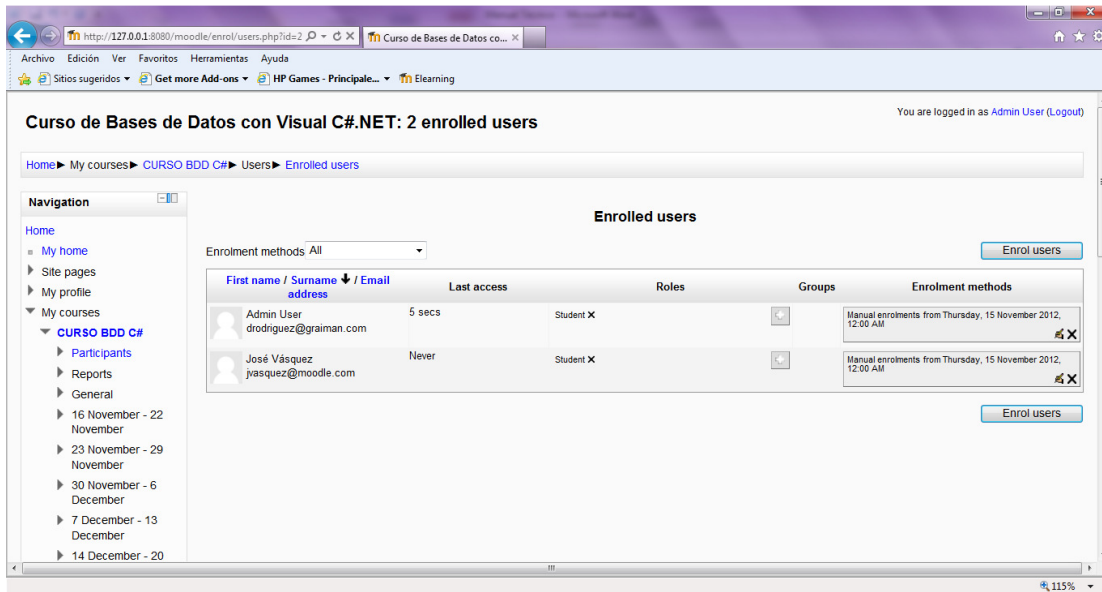 http://127.0.0.1:8080/moodle/enrol/users.php?id=2
Curso de Bases de Datos co...
Archivo Edición Ver Favoritos Herramientas Ayuda
Sitios sugeridos Get more Add-ons HP Games - Principale... Elearning
Curso de Bases de Datos con Visual C#.NET: 2 enrolled users
You are logged in as Admin User (Logout)
Home► My courses► CURSO BDD C#► Users► Enrolled users
Navigation
Home
My home
Site pages
My profile
My courses
CURSO BDD C#
Participants
Reports
General
16 November - 22
November
23 November - 29
November
30 November - 6
December
7 December - 13
December
14 December - 20
Enrolled users
Enrolment methods All
Enrol users
First name / Surname / Email
address
Last access
Roles
Groups
Enrolment methods
Admin User
drodriguez@graiman.com
5 secs
Student X
Manual enrolments from Thursday, 15 November 2012,
12:00 AM
José Vásquez
jvasquez@moodle.com
Never
Student X
Manual enrolments from Thursday, 15 November 2012,
12:00 AM
Enrol users
115%